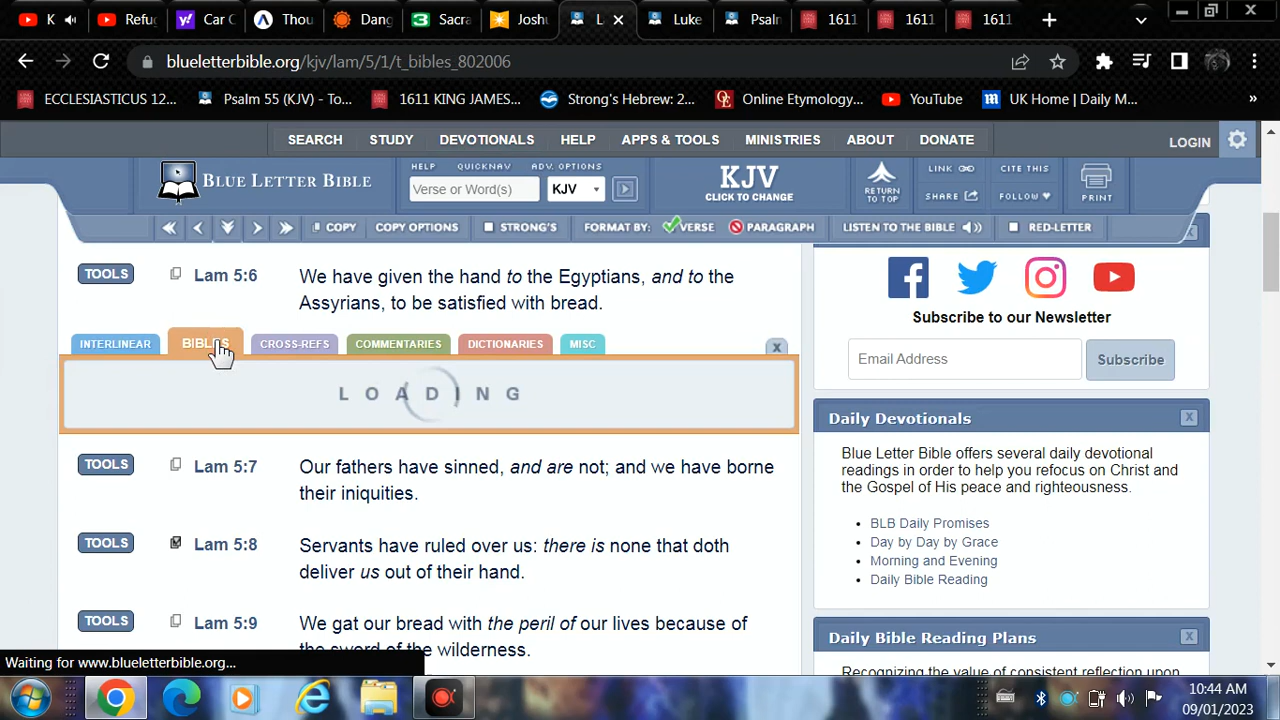 K
Refu
Car C
Thou
Dang
Sacra
Joshu
L
Luke
Psaln
1611
1611
1611
blueletterbible.org/kjv/lam/5/1/t_bibles_802006
ECCLESIASTICUS 12...
Psalm 55 (KJV) - To...
1611 KING JAMES...
Strong's Hebrew: 2...
Online Etymology...
YouTube
UK Home | Daily M...
»
SEARCH STUDY DEVOTIONALS HELP APPS & TOOLS MINISTRIES ABOUT DONATE
LOGIN
BLUE LETTER BIBLE
HELP QUICKNAV ADV. OPTIONS
Verse or Word(s)
KJV
KJV
CLICK TO CHANGE
RETURN
TO TOP
LINK
CITE THIS
SHARE
FOLLOW
PRINT
COPY COPY OPTIONS STRONG'S FORMAT BY: VERSE PARAGRAPH LISTEN TO THE BIBLE RED-LETTER
TOOLS Lam 5:6 We have given the hand to the Egyptians, and to the
Assyrians, to be satisfied with bread.
INTERLINEAR BIBLES CROSS-REFS COMMENTARIES DICTIONARIES MISC X
LOADING
TOOLS Lam 5:7 Our fathers have sinned, and are not; and we have borne
their iniquities.
TOOLS Lam 5:8 Servants have ruled over us: there is none that doth
deliver us out of their hand.
TOOLS Lam 5:9 We gat our bread with the peril of our lives because of
the sword of the wilderness.
X
Subscribe to our Newsletter
Email Address
Subscribe
Daily Devotionals X
Blue Letter Bible offers several daily devotional
readings in order to help you refocus on Christ and
the Gospel of His peace and righteousness.
BLB Daily Promises
Day by Day by Grace
Morning and Evening
Daily Bible Reading
Daily Bible Reading Plans X
Recognizing the value of consistent reflection upon
Waiting for www.blueletterbible.org...
10:44 AM
09/01/2023